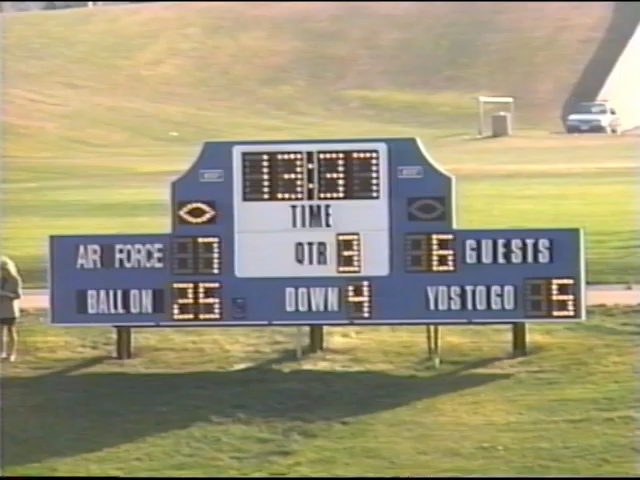 13:37
TIME
AIR FORCE 7 QTR 3 6 GUESTS
BALL ON 25 DOWN 4 YDS TO GO 5